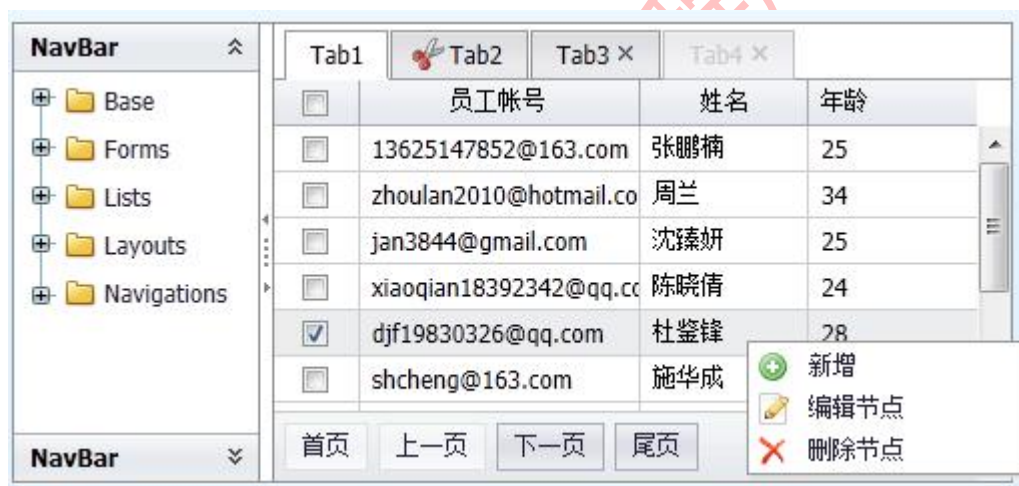 NavBar
Base
Forms
Lists
Layouts
Navigations
NavBar
Tab1 Tab2 Tab3 × Tab4 ×
员工帐号 姓名 年龄
13625147852@163.com 张鹏楠 25
zhoulan2010@hotmail.co 周兰 34
jan3844@gmail.com 沈臻妍 25
xiaoqian18392342@qq.cc 陈晓倩 24
djf19830326@qq.com 杜鉴锋 28
shcheng@163.com 施华成
首页 上一页 下一页 尾页
新增
编辑节点
删除节点